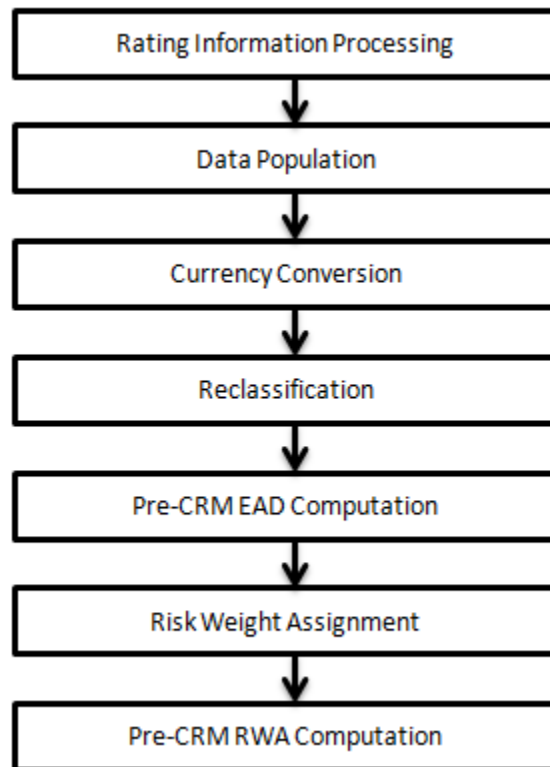 Rating Information Processing
Data Population
Currency Conversion
Reclassification
Pre-CRM EAD Computation
Risk Weight Assignment
Pre-CRM RWA Computation